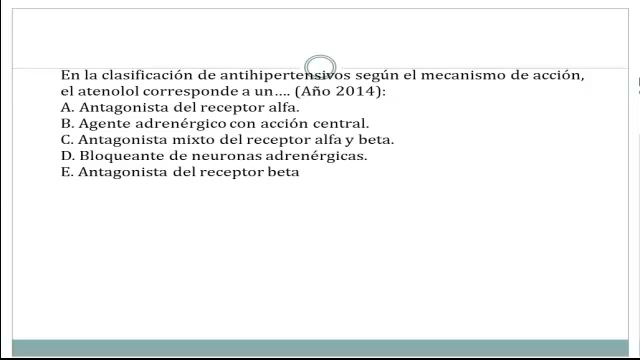 En la clasificación de antihipertensivos según el mecanismo de acción,
el atenolol corresponde a un.... (Año 2014):
A. Antagonista del receptor alfa.
B. Agente adrenérgico con acción central.
C. Antagonista mixto del receptor alfa y beta.
D. Bloqueante de neuronas adrenérgicas.
E. Antagonista del receptor beta